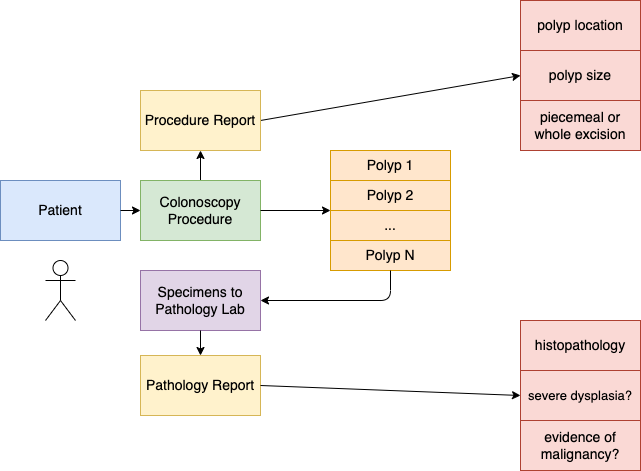 polyp location
polyp size
piecemeal or
whole excision
Procedure Report
Polyp 1
Polyp 2
...
Polyp N
Patient
Colonoscopy
Procedure
Specimens to
Pathology Lab
Pathology Report
histopathology
severe dysplasia?
evidence of
malignancy?